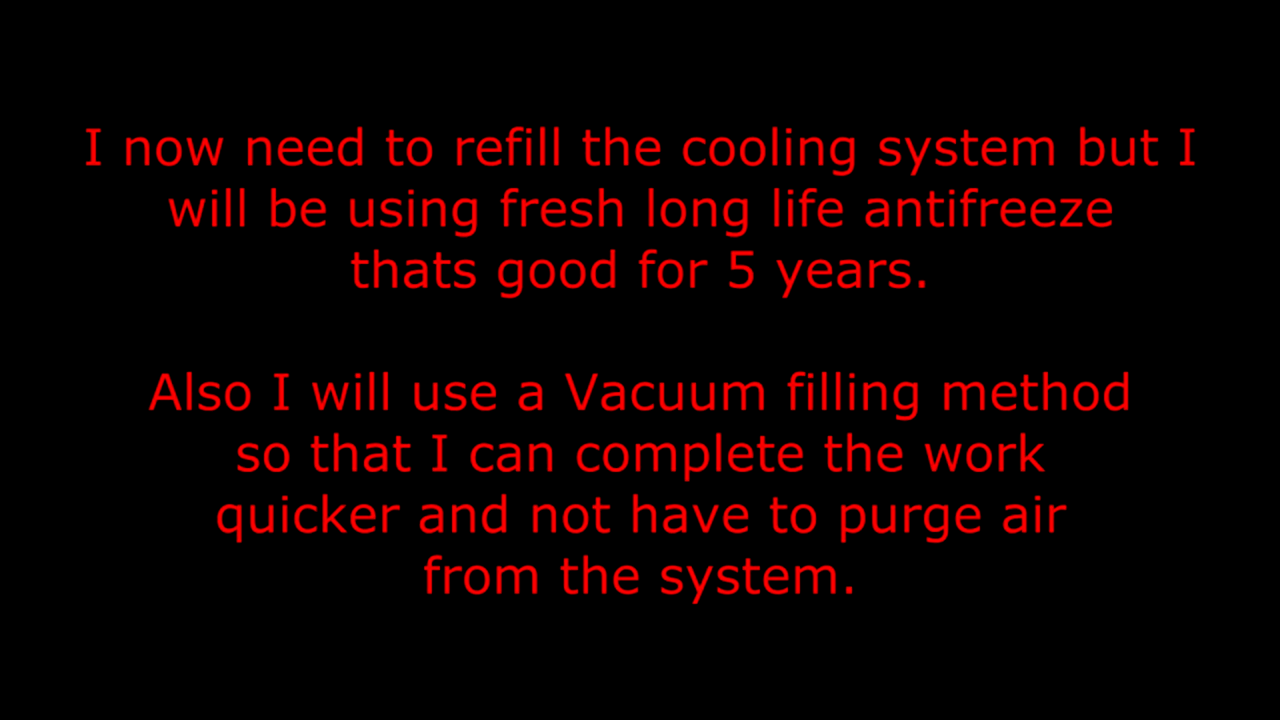 I now need to refill the cooling system but I
will be using fresh long life antifreeze
thats good for 5 years.
Also I will use a Vacuum filling method
so that I can complete the work
quicker and not have to purge air
from the system.